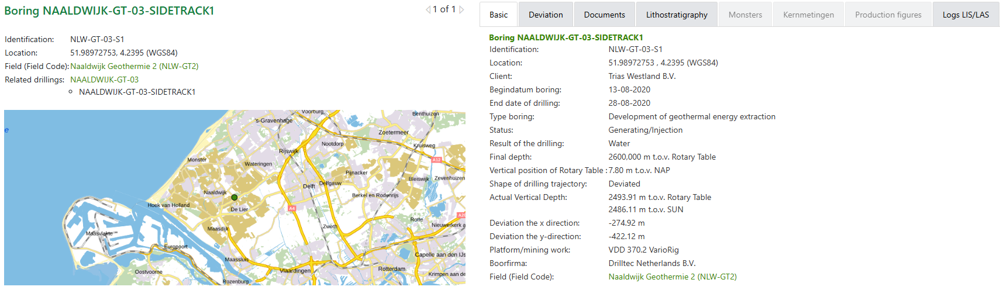 Boring NAALDWIJK-GT-03-SIDETRACK1
1 of 1
Identification: NLW-GT-03-S1
Location: 51.98972753, 4.2395 (WGS84)
Field (Field Code): Naaldwijk Geothermie 2 (NLW-GT2)
Related drillings: NAALDWIJK-GT-03
NAALDWIJK-GT-03-SIDETRACK1
Voorburg
Benthuizen
's-Gravenhage
e
Zoetermeer
Nootdorp
Kruisweg
Rijswijk
Monster
A12
Wateringen
Pijnacker
Bleiswijk
Zevenhuizen
Delft
Delfgauw
Naaldwijk
Berkel en Rodenrijs
Hoek van Holland
De Lier
A4
A20
Rotte
Nieuwerkerk a
Maasdijk
Zweth
Maasvlakte
Europoort
Capelle aan den IJs
Maassluis
Oostvoorne
Vlaardingen
Rotterdam
Krimpen aan de
Rozenburg
Basic
Deviation
Documents
Lithostratigraphy
Monsters
Kernmetingen
Production figures
Logs LIS/LAS
Boring NAALDWIJK-GT-03-SIDETRACK1
Identification: NLW-GT-03-S1
Location: 51.98972753 , 4.2395 (WGS84)
Client: Trias Westland B.V.
Begindatum boring: 13-08-2020
End date of drilling: 28-08-2020
Type boring: Development of geothermal energy extraction
Status: Generating/Injection
Result of the drilling: Water
Final depth: 2600,000 m t.o.v. Rotary Table
Vertical position of Rotary Table : 7.80 m t.o.v. NAP
Shape of drilling trajectory: Deviated
Actual Vertical Depth: 2493.91 m t.o.v. Rotary Table
2486.11 m t.o.v. SUN
Deviation the x direction: -274.92 m
Deviation the y-direction: -422.12 m
Platform/mining work: VDD 370.2 VarioRig
Boorfirma: Drilltec Netherlands B.V.
Field (Field Code): Naaldwijk Geothermie 2 (NLW-GT2)